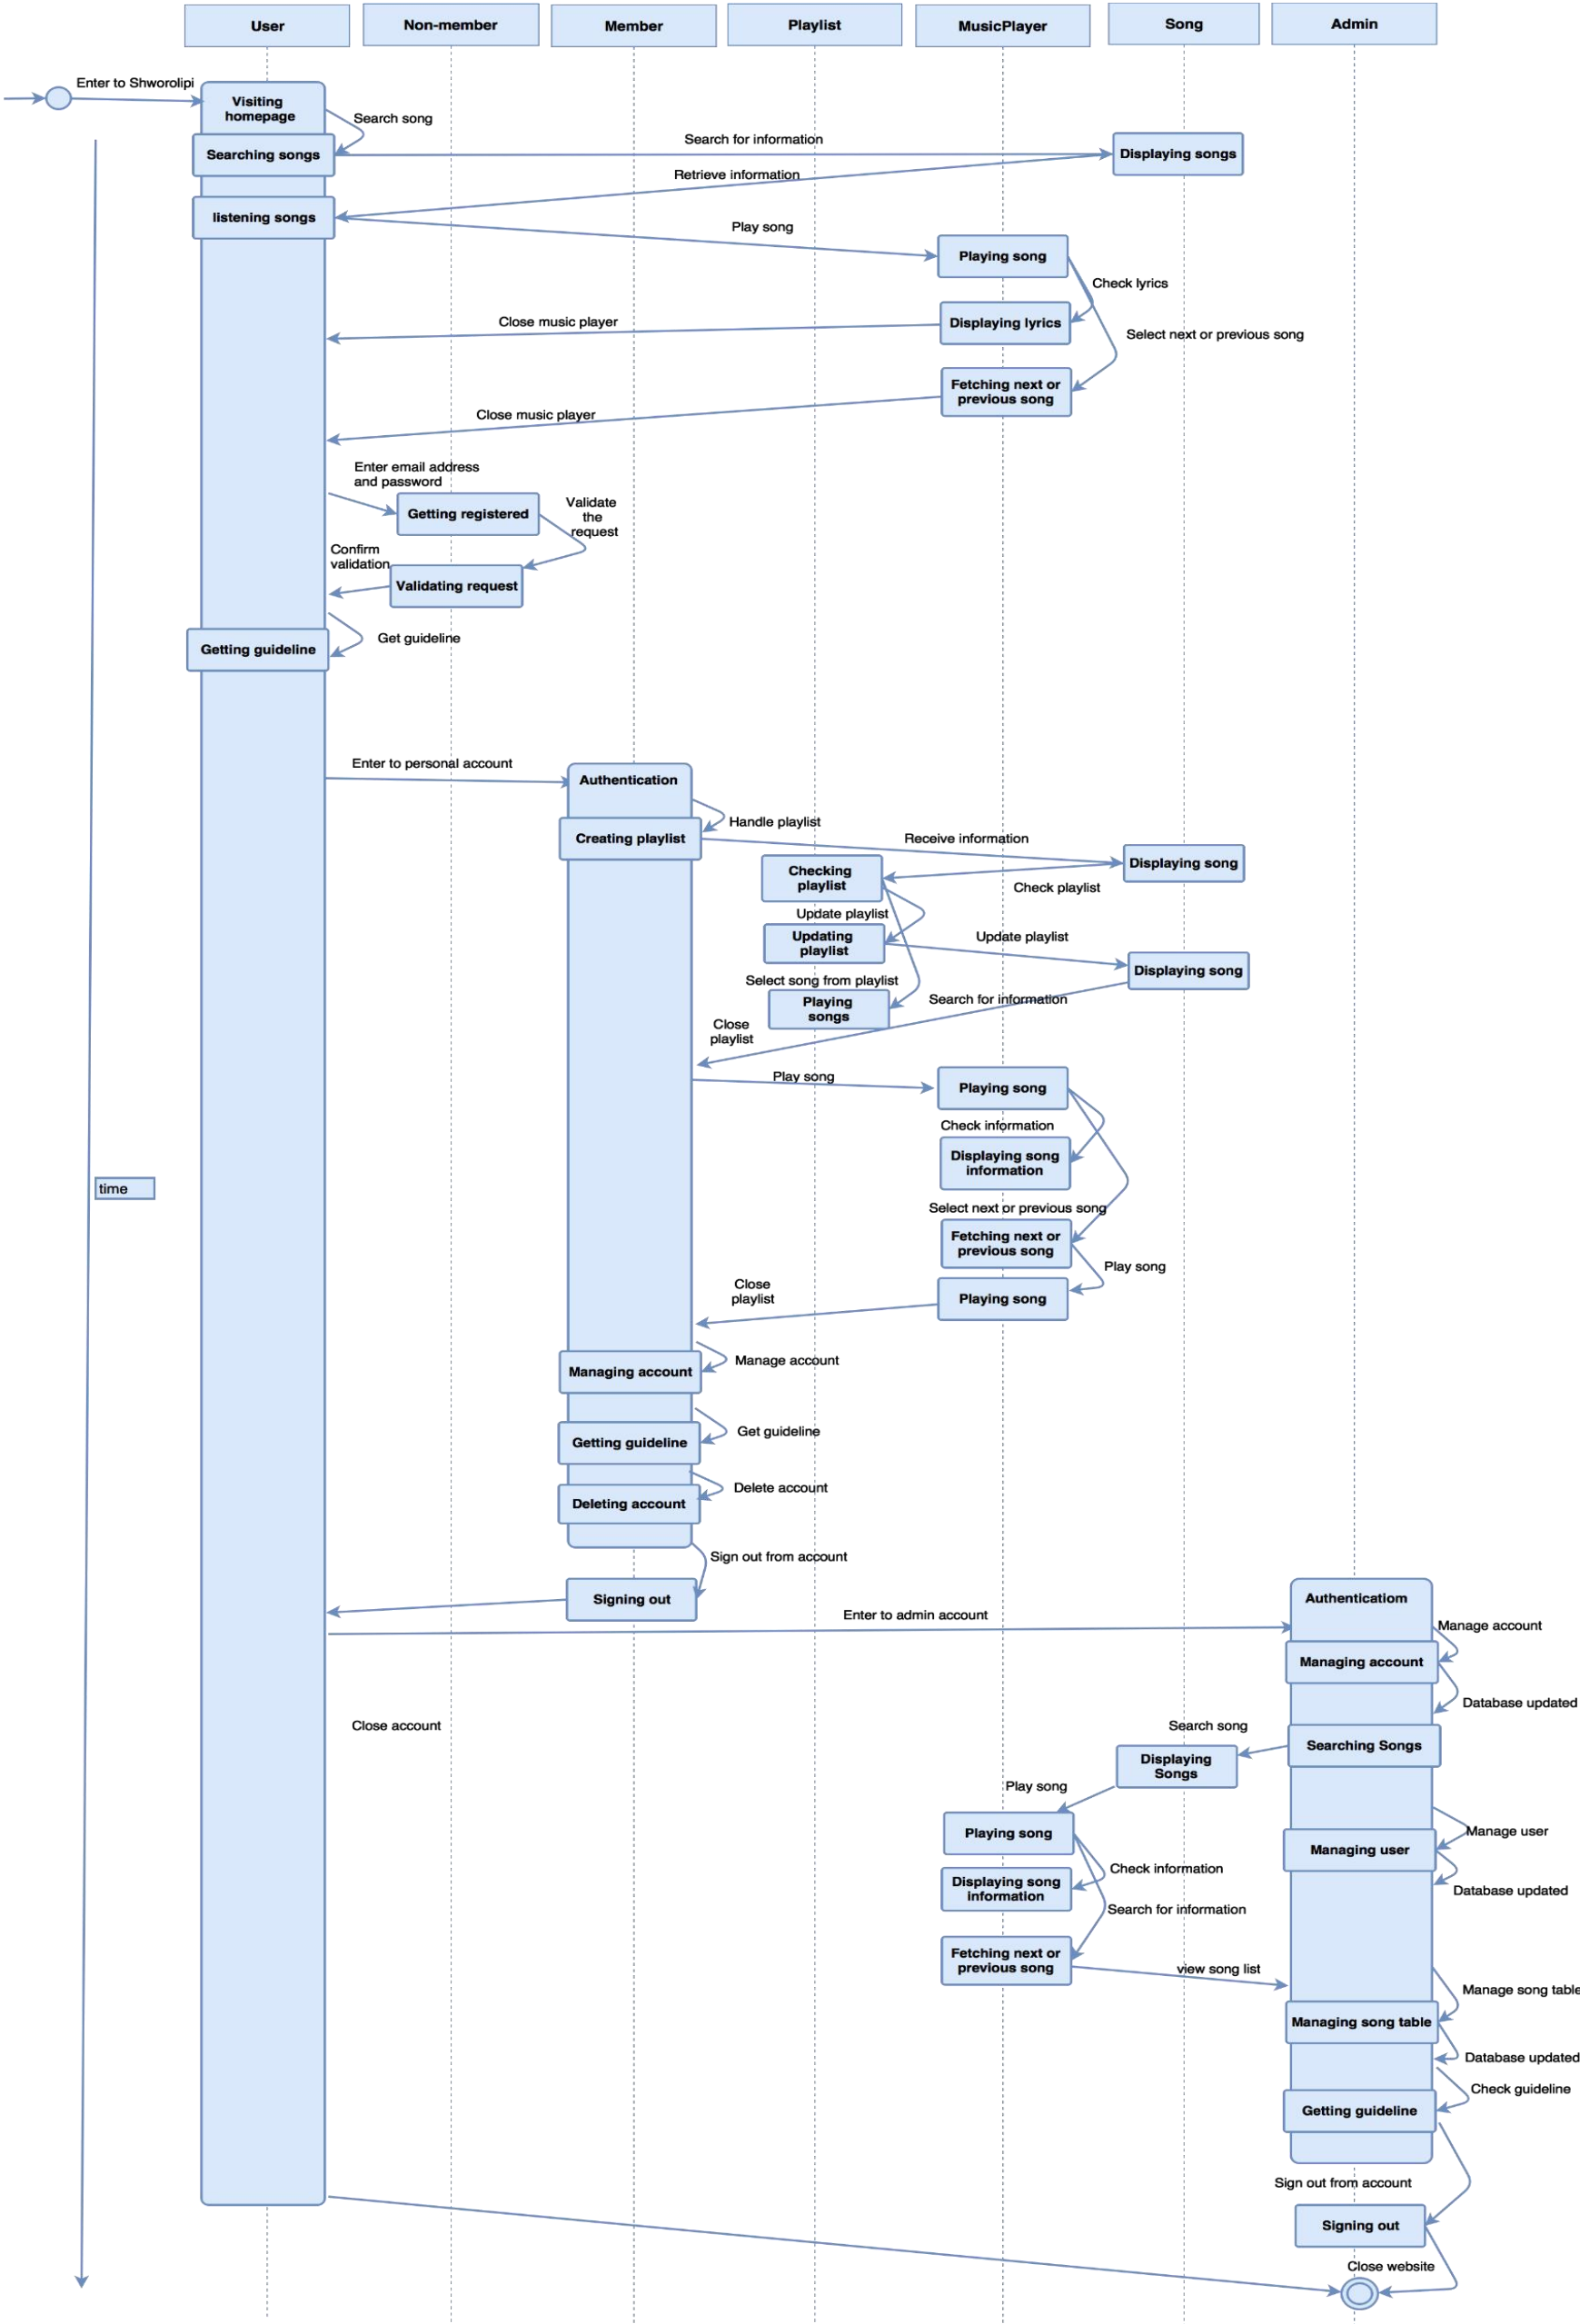 User
Non-member
Member
Playlist
MusicPlayer
Song
Admin
Enter to Shworolipi
Visiting
homepage
Search song
Searching songs
Search for information
Displaying songs
Retrieve information
listening songs
Play song
Playing song
Check lyrics
Close music player
Displaying lyrics
Select next or previous song
Fetching next or
previous song
Close music player
Enter email address
and password
Getting registered
Validate
the
request
Confirm
validation
Validating request
Getting guideline
Get guideline
Enter to personal account
Authentication
Handle playlist
Creating playlist
Receive information
Displaying song
Checking
playlist
Check playlist
Update playlist
Updating
playlist
Update playlist
Displaying song
Select song from playlist
Playing
songs
Search for information
Close
playlist
Play song
Playing song
Check information
Displaying song
information
time
Select next or previous song
Fetching next or
previous song
Play song
Close
playlist
Playing song
Managing account
Manage account
Getting guideline
Get guideline
Delete account
Deleting account
Sign out from account
Signing out
Authenticatiom
Enter to admin account
Manage account
Managing account
Database updated
Close account
Search song
Searching Songs
Displaying
Songs
Play song
Playing song
Manage user
Managing user
Check information
Displaying song
information
Database updated
Search for information
Fetching next or
previous song
view song list
Manage song table
Managing song table
Database updated
Check guideline
Getting guideline
Sign out from account
Signing out
Close website